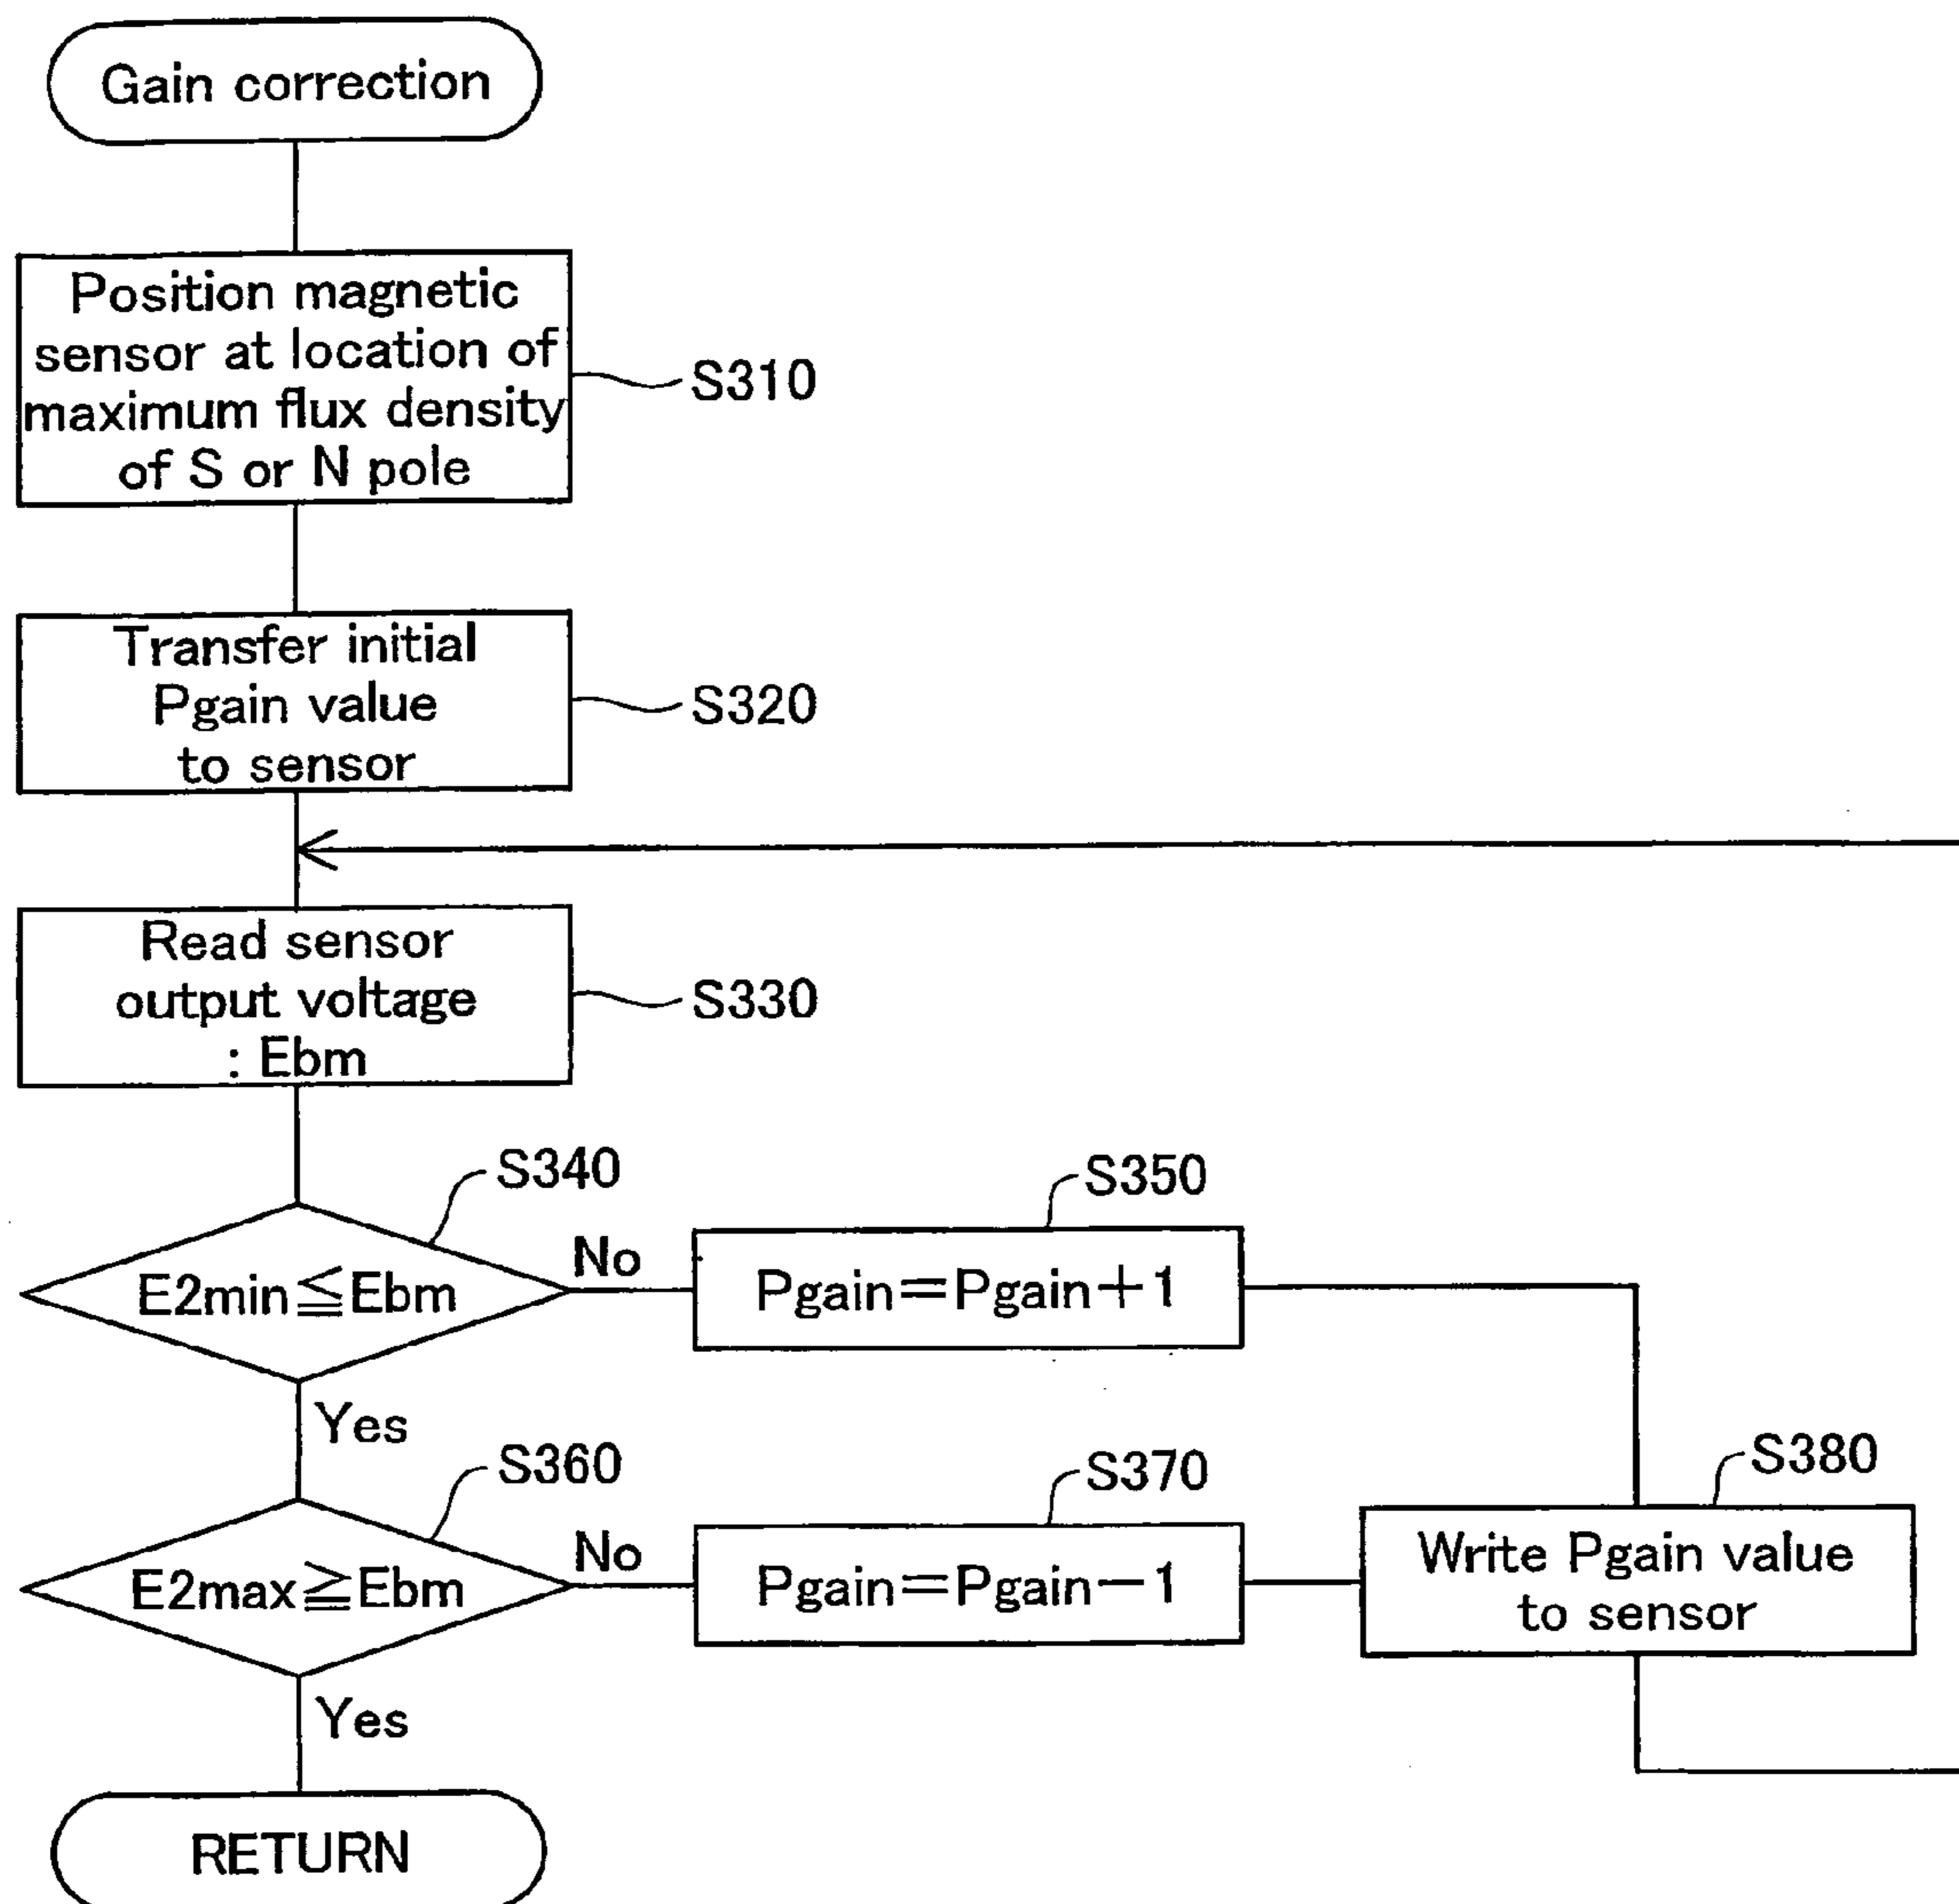 Gain correction
Position magnetic
sensor at location of
maximum flux density
of S or N pole
S310
Transfer initial
Pgain value
to sensor
S320
Read sensor
output voltage
: Ebm
S330
S340
E2min≦Ebm
No
S350
Pgain=Pgain+1
Yes
S360
E2max≧Ebm
No
S370
Pgain=Pgain−1
S380
Write Pgain value
to sensor
Yes
RETURN